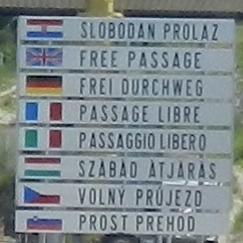 SLOBODAN PROLAZ
FREE PASSAGE
FREI DURCHWEG
PASSAGE LIBRE
PASSAGGIO LIBERO
SZABAD ÁTJÁRÁS
VOLNÝ PRŮJEZD
PROST PREHOD